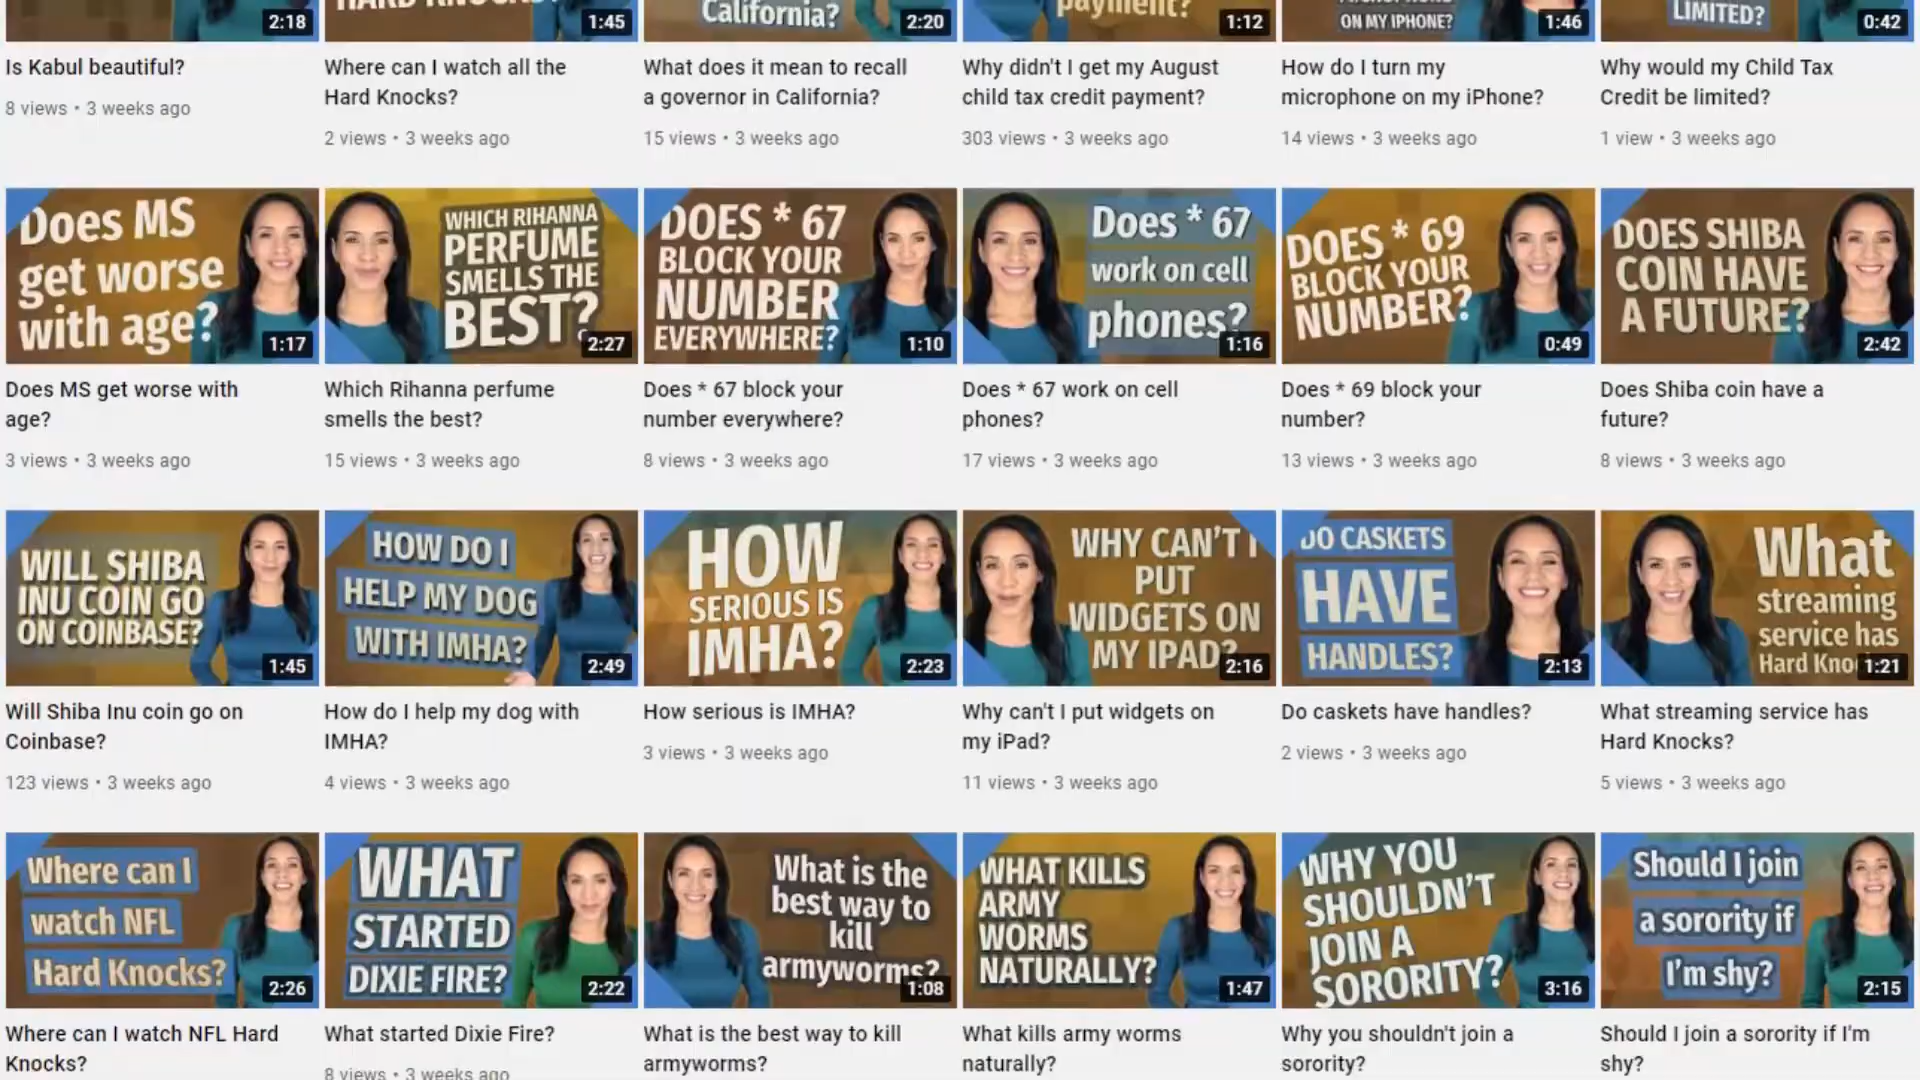 HARD KNOCKS?
California?
payment?
ON MY IPHONE?
LIMITED?
2:18
1:45
2:20
1:12
1:46
0:42
Is Kabul beautiful?
8 views • 3 weeks ago
Where can I watch all the
Hard Knocks?
2 views • 3 weeks ago
What does it mean to recall
a governor in California?
15 views • 3 weeks ago
Why didn't I get my August
child tax credit payment?
303 views • 3 weeks ago
How do I turn my
microphone on my iPhone?
14 views • 3 weeks ago
Why would my Child Tax
Credit be limited?
1 view • 3 weeks ago
Does MS
get worse
with age?
1:17
WHICH RIHANNA
PERFUME
SMELLS THE
BEST?
2:27
DOES * 67
BLOCK YOUR
NUMBER
EVERYWHERE?
1:10
Does * 67
work on cell
phones?
1:16
DOES * 69
BLOCK YOUR
NUMBER?
0:49
DOES SHIBA
COIN HAVE
A FUTURE?
2:42
Does MS get worse with
age?
3 views • 3 weeks ago
Which Rihanna perfume
smells the best?
15 views • 3 weeks ago
Does * 67 block your
number everywhere?
8 views • 3 weeks ago
Does * 67 work on cell
phones?
17 views • 3 weeks ago
Does * 69 block your
number?
13 views • 3 weeks ago
Does Shiba coin have a
future?
8 views • 3 weeks ago
WILL SHIBA
INU COIN GO
ON COINBASE?
1:45
HOW DO I
HELP MY DOG
WITH IMHA?
2:49
HOW
SERIOUS IS
IMHA?
2:23
WHY CAN'T I
PUT
WIDGETS ON
MY IPAD?
2:16
DO CASKETS
HAVE
HANDLES?
2:13
What
streaming
service has
Hard Kno
1:21
Will Shiba Inu coin go on
Coinbase?
123 views • 3 weeks ago
How do I help my dog with
IMHA?
4 views • 3 weeks ago
How serious is IMHA?
3 views • 3 weeks ago
Why can't I put widgets on
my iPad?
11 views • 3 weeks ago
Do caskets have handles?
2 views • 3 weeks ago
What streaming service has
Hard Knocks?
5 views • 3 weeks ago
Where can I
watch NFL
Hard Knocks?
2:26
WHAT
STARTED
DIXIE FIRE?
2:22
What is the
best way to
kill
armyworms?
1:08
WHAT KILLS
ARMY
WORMS
NATURALLY?
1:47
WHY YOU
SHOULDN'T
JOIN A
SORORITY?
3:16
Should I join
a sorority if
I'm shy?
2:15
Where can I watch NFL Hard
Knocks?
What started Dixie Fire?
8 views • 3 weeks ago
What is the best way to kill
armyworms?
What kills army worms
naturally?
Why you shouldn't join a
sorority?
Should I join a sorority if I'm
shy?